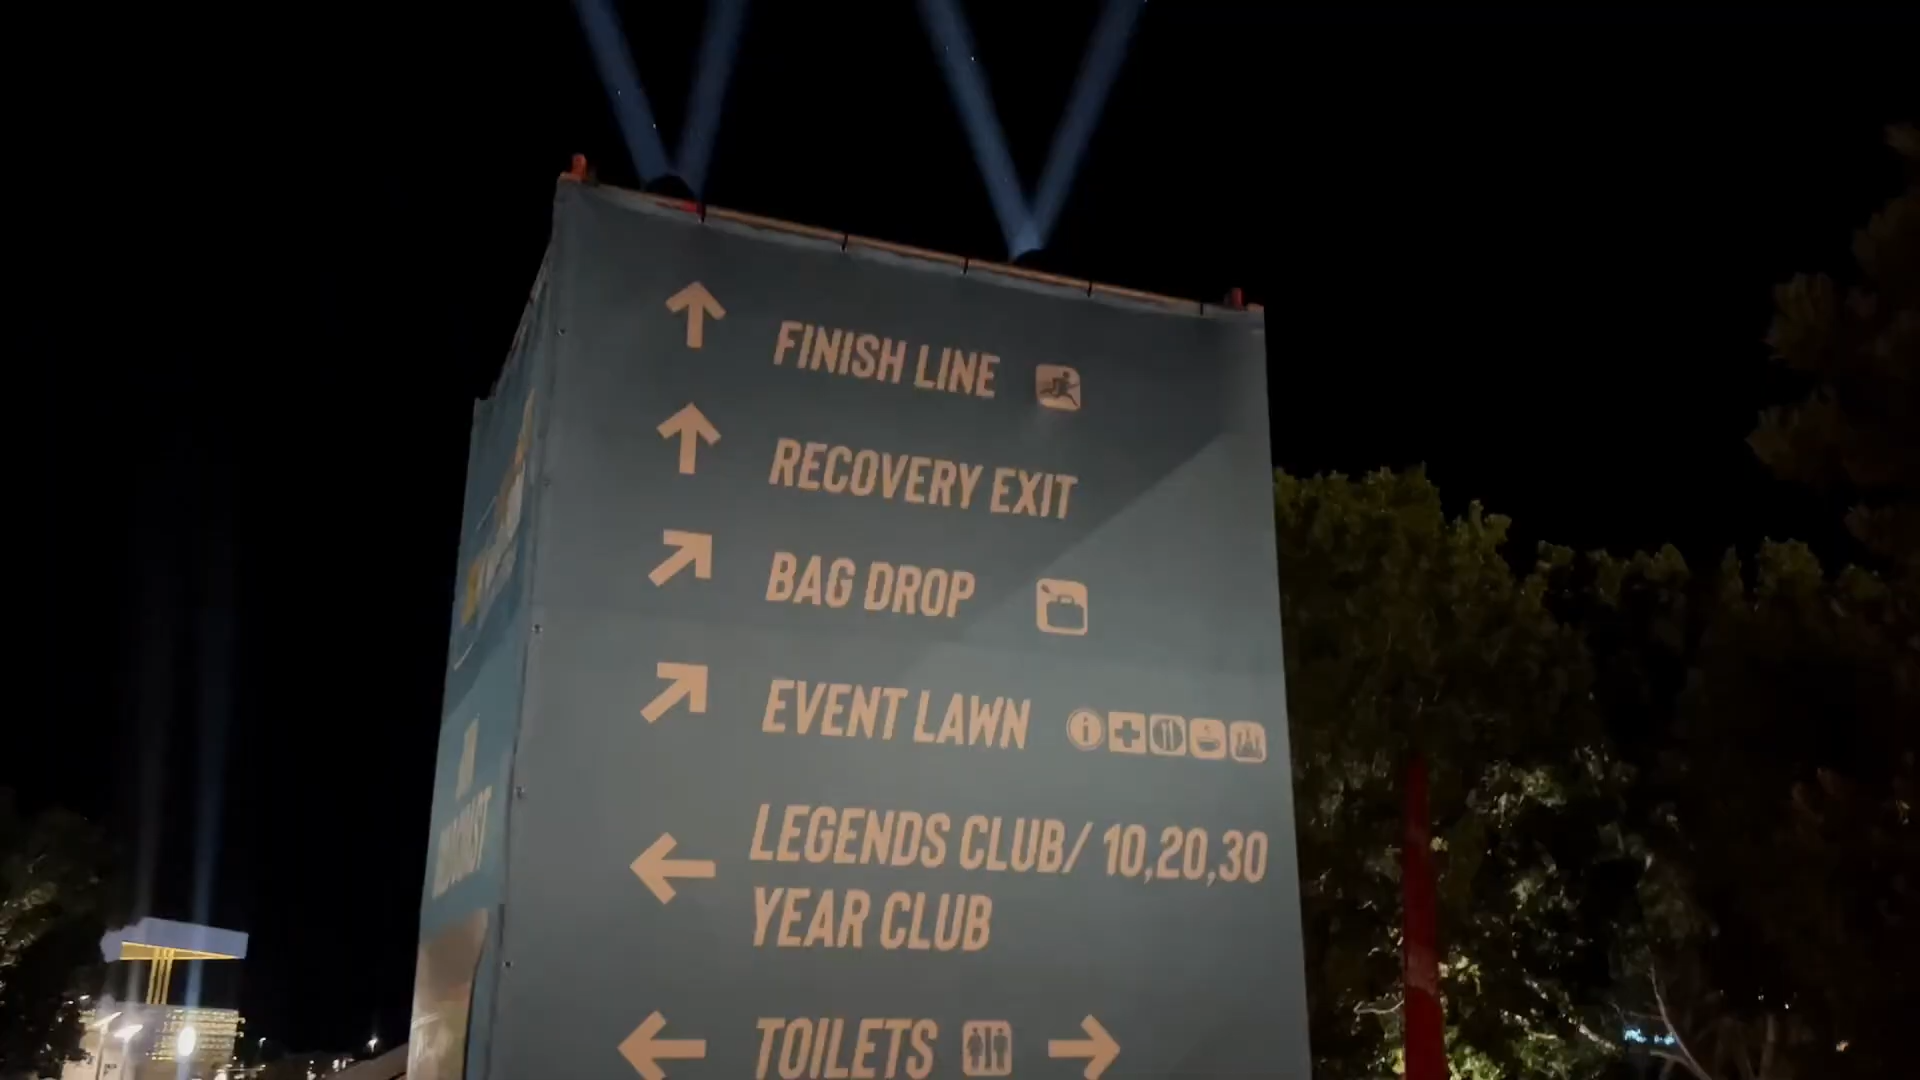 FINISH LINE
RECOVERY EXIT
BAG DROP
EVENT LAWN
LEGENDS CLUB/ 10,20,30
YEAR CLUB
TOILETS